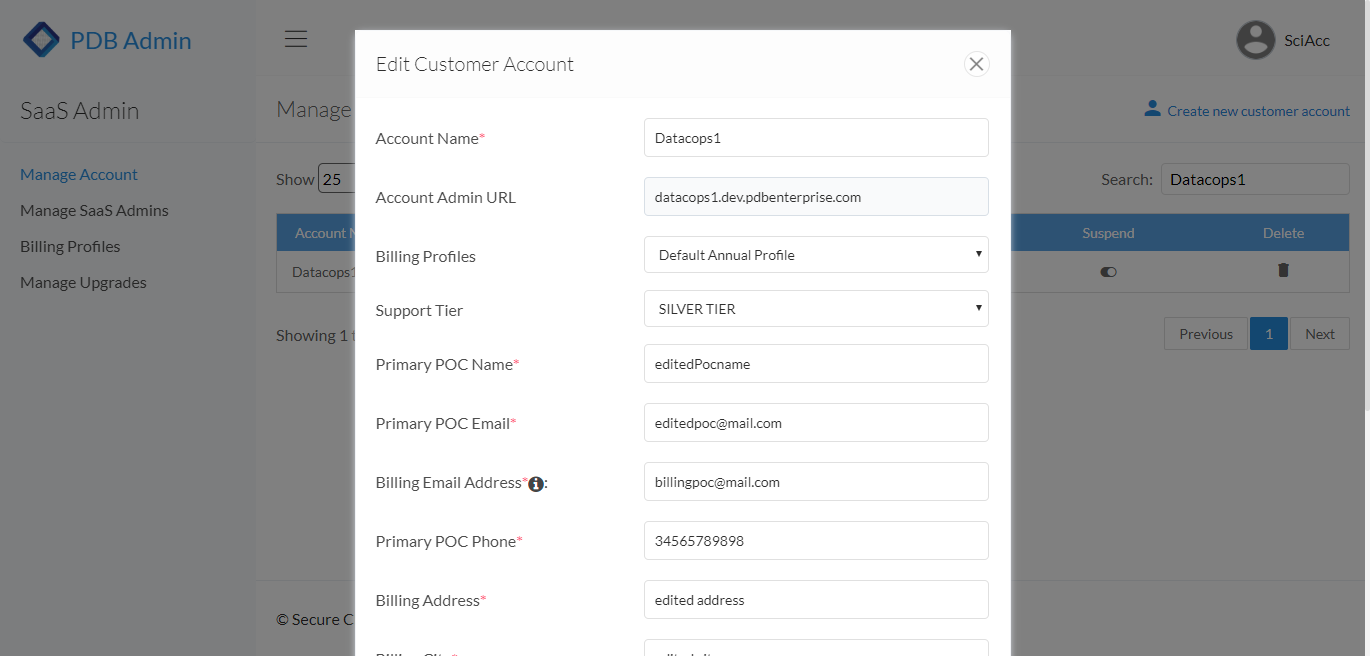 PDB Admin
SciAcc
SaaS Admin
Manage Account
Manage SaaS Admins
Billing Profiles
Manage Upgrades
Manage
Create new customer account
Show 25
Search: Datacops1
Account
Suspend
Delete
Datacops1
Showing 1
Previous
1
Next
© Secure
Edit Customer Account
Account Name*
Datacops1
Account Admin URL
datacops1.dev.pdbenterprise.com
Billing Profiles
Default Annual Profile
Support Tier
SILVER TIER
Primary POC Name*
editedPocname
Primary POC Email*
editedpoc@mail.com
Billing Email Address*:
billingpoc@mail.com
Primary POC Phone*
34565789898
Billing Address*
edited address